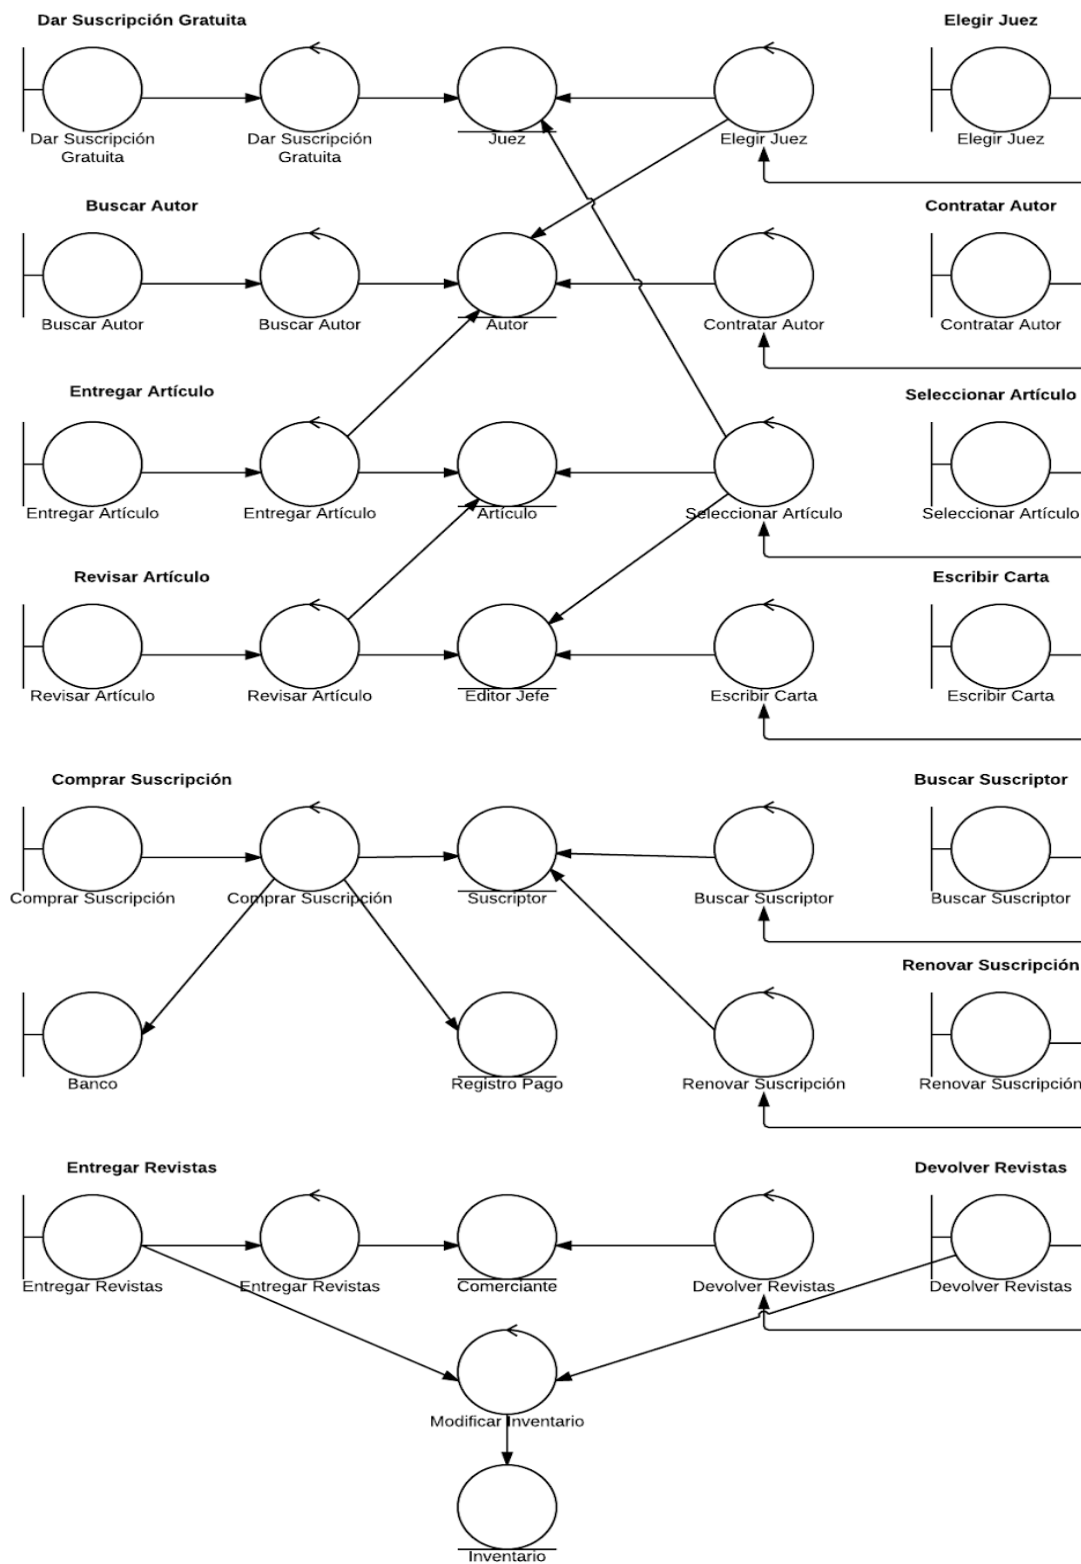 Dar Suscripción Gratuita
Elegir Juez
Dar Suscripción
Gratuita
Dar Suscripción
Gratuita
Juez
Elegir Juez
Elegir Juez
Buscar Autor
Contratar Autor
Buscar Autor
Buscar Autor
Autor
Contratar Autor
Contratar Autor
Entregar Artículo
Seleccionar Artículo
Entregar Artículo
Entregar Artículo
Artículo
Seleccionar Artículo
Seleccionar Artículo
Revisar Artículo
Escribir Carta
Revisar Artículo
Revisar Artículo
Editor Jefe
Escribir Carta
Escribir Carta
Comprar Suscripción
Buscar Suscriptor
Comprar Suscripción
Comprar Suscripción
Suscriptor
Buscar Suscriptor
Buscar Suscriptor
Renovar Suscripción
Banco
Registro Pago
Renovar Suscripción
Renovar Suscripción
Entregar Revistas
Devolver Revistas
Entregar Revistas
Entregar Revistas
Comerciante
Devolver Revistas
Devolver Revistas
Modificar Inventario
Inventario